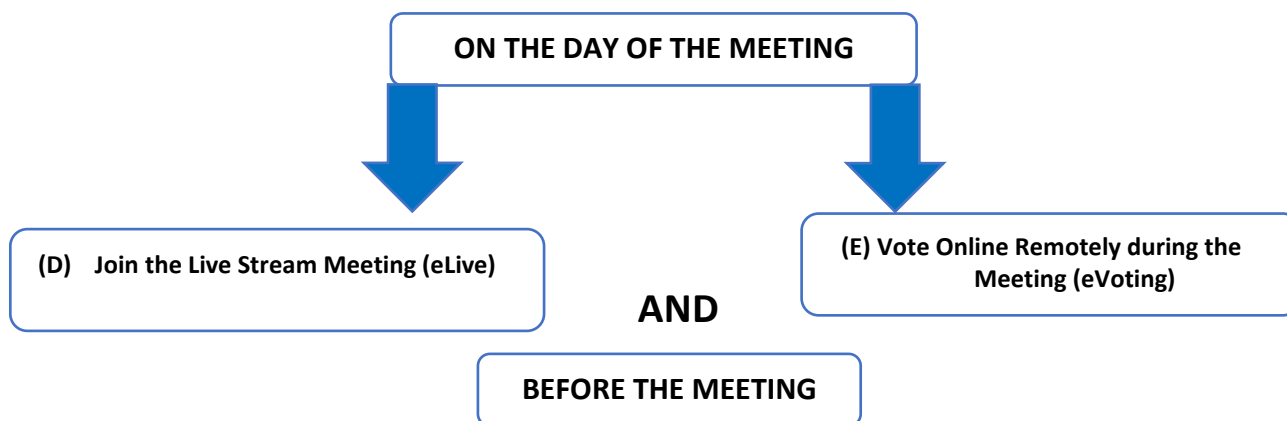 ON THE DAY OF THE MEETING
(D) Join the Live Stream Meeting (eLive)
(E) Vote Online Remotely during the
Meeting (eVoting)
AND
BEFORE THE MEETING